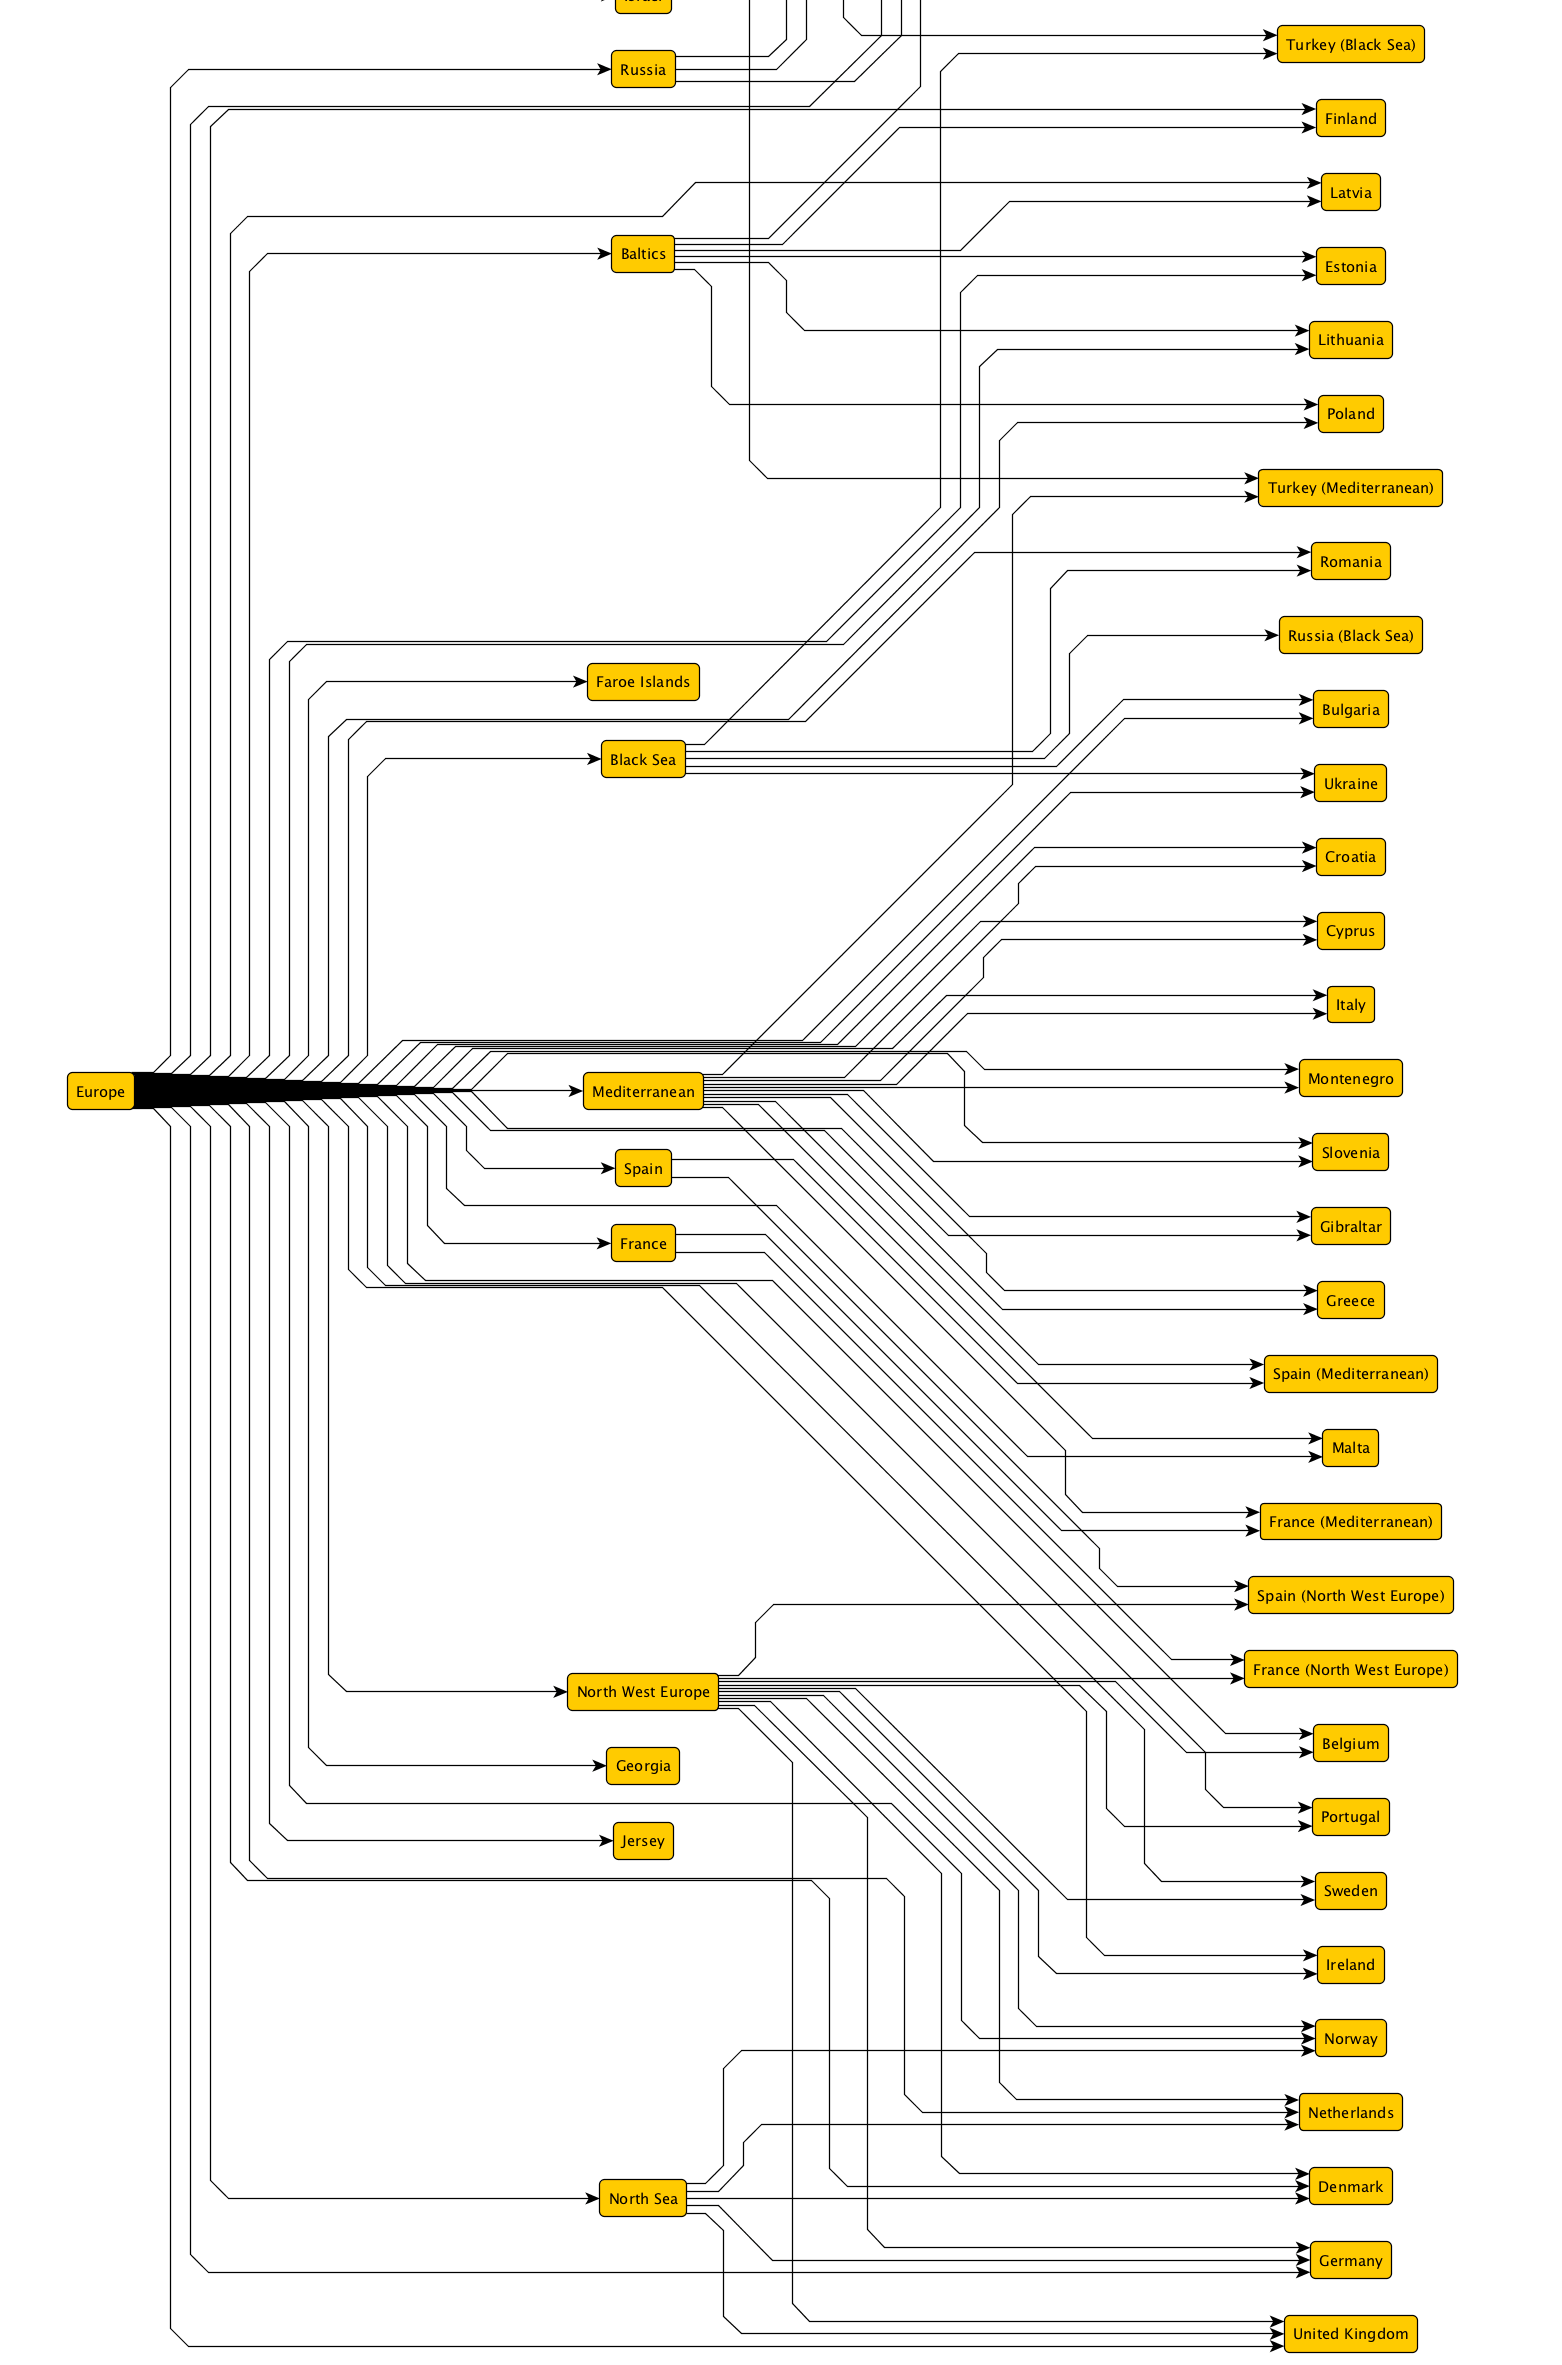 Israel
Turkey (Black Sea)
Russia
Finland
Latvia
Baltics
Estonia
Lithuania
Poland
Turkey (Mediterranean)
Romania
Russia (Black Sea)
Faroe Islands
Bulgaria
Black Sea
Ukraine
Croatia
Cyprus
Italy
Montenegro
Europe
Mediterranean
Slovenia
Spain
Gibraltar
France
Greece
Spain (Mediterranean)
Malta
France (Mediterranean)
Spain (North West Europe)
France (North West Europe)
North West Europe
Belgium
Georgia
Portugal
Jersey
Sweden
Ireland
Norway
Netherlands
Denmark
North Sea
Germany
United Kingdom